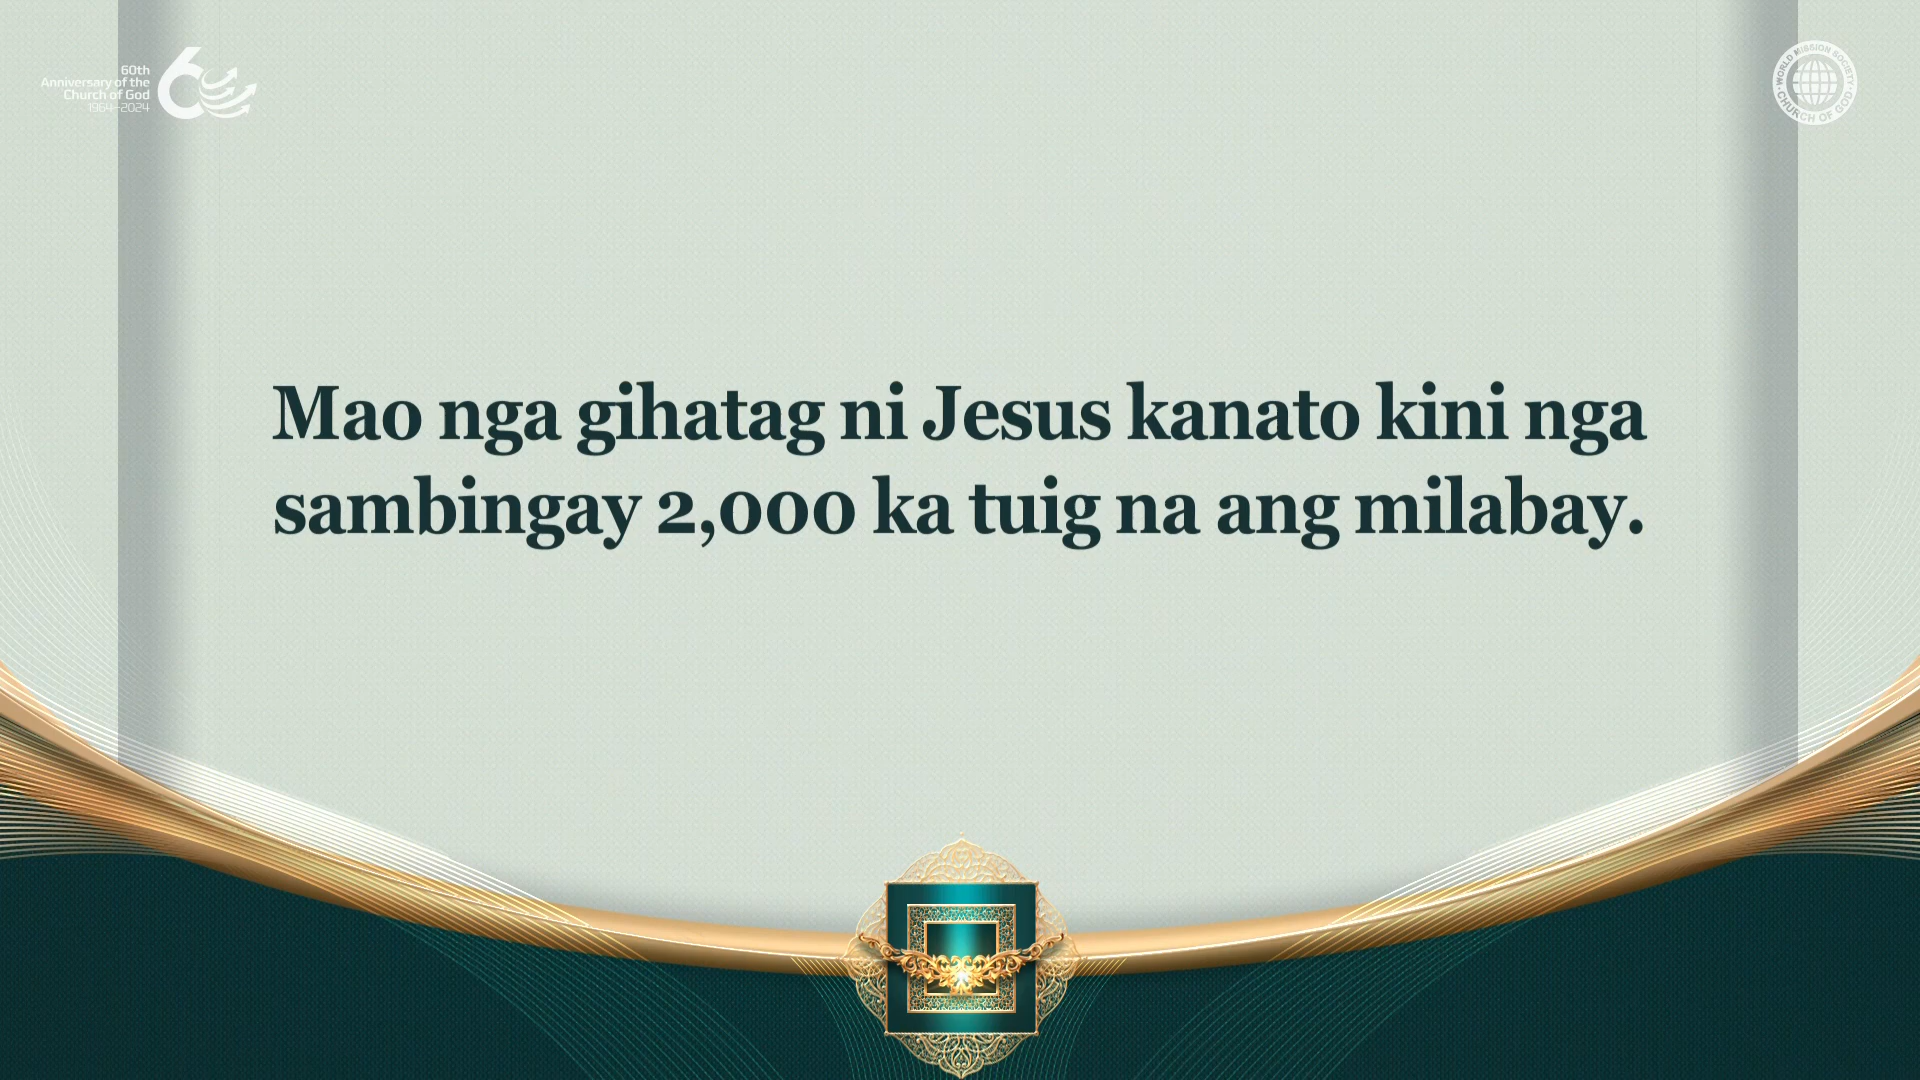 60th
Anniversary of the
Church of God
1964–2024
WORLD MISSION SOCIETY
CHURCH OF GOD
Mao nga gihatag ni Jesus kanato kini nga
sambingay 2,000 ka tuig na ang milabay.